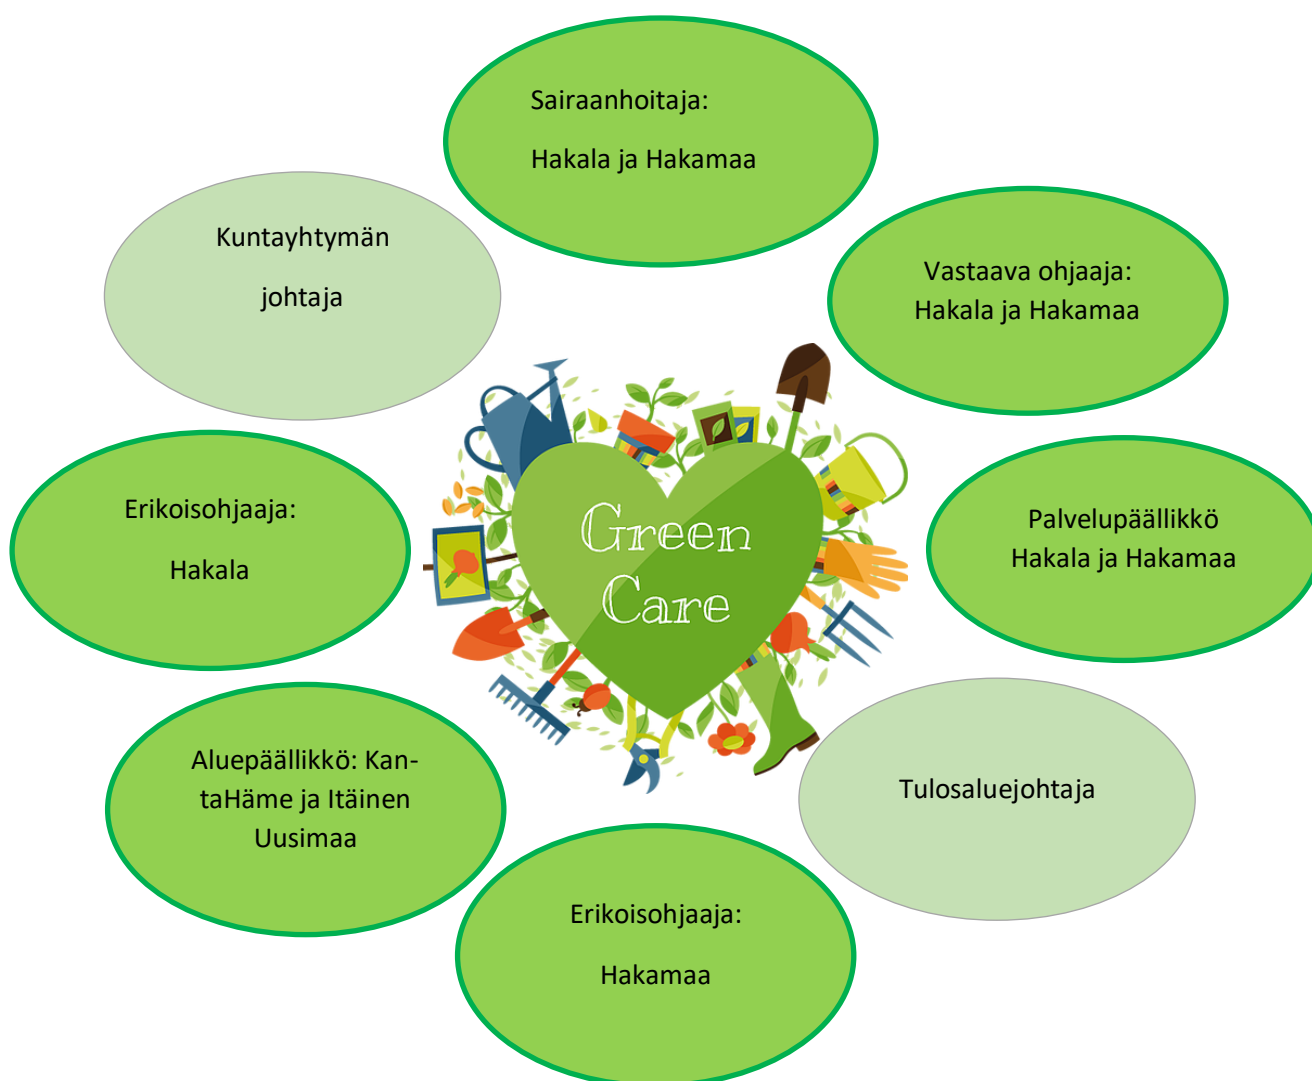 Sairaanhoitaja:
Hakala ja Hakamaa
Kuntayhtymän
johtaja
Vastaava ohjaaja:
Hakala ja Hakamaa
Erikoisohjaaja:
Hakala
Green
Care
Palvelupäällikkö
Hakala ja Hakamaa
Aluepäällikkö: Kan-
taHäme ja Itäinen
Uusimaa
Tulosaluejohtaja
Erikoisohjaaja:
Hakamaa